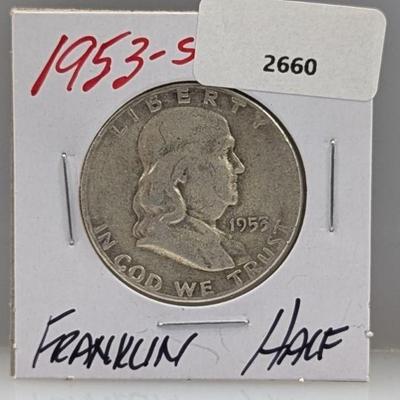 1953-S
2660
LIBERTY
1953
IN GOD WE TRUST
FRANKLIN HALF